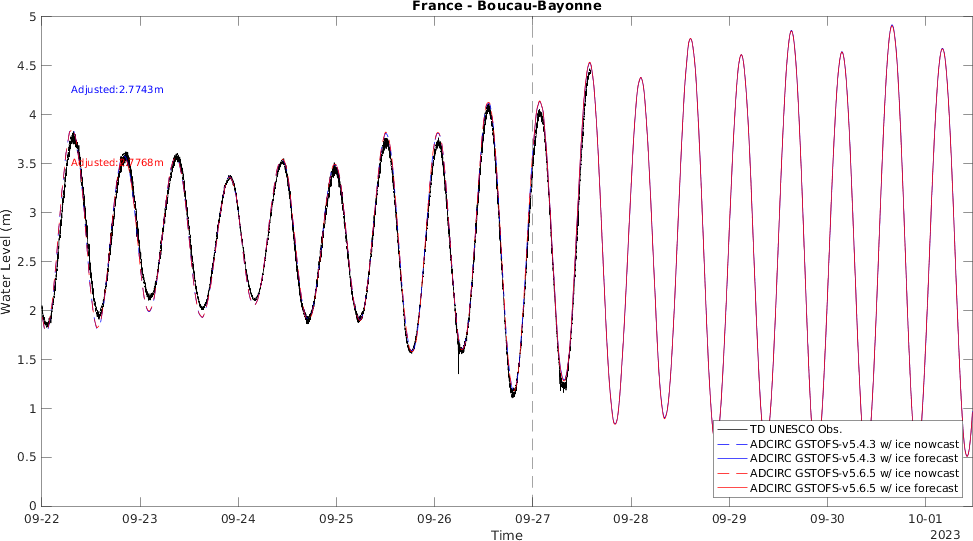 France - Boucau-Bayonne
5
4.5
4
3.5
3
2.5
2
1.5
1
0.5
0
Water Level (m)
Adjusted:2.7743m
Adjusted:2.7768m
TD UNESCO Obs.
ADCIRC GSTOFS-v5.4.3 w/ ice nowcast
ADCIRC GSTOFS-v5.4.3 w/ ice forecast
ADCIRC GSTOFS-v5.6.5 w/ ice nowcast
ADCIRC GSTOFS-v5.6.5 w/ ice forecast
09-22 09-23 09-24 09-25 09-26 09-27 09-28 09-29 09-30 10-01
Time
2023